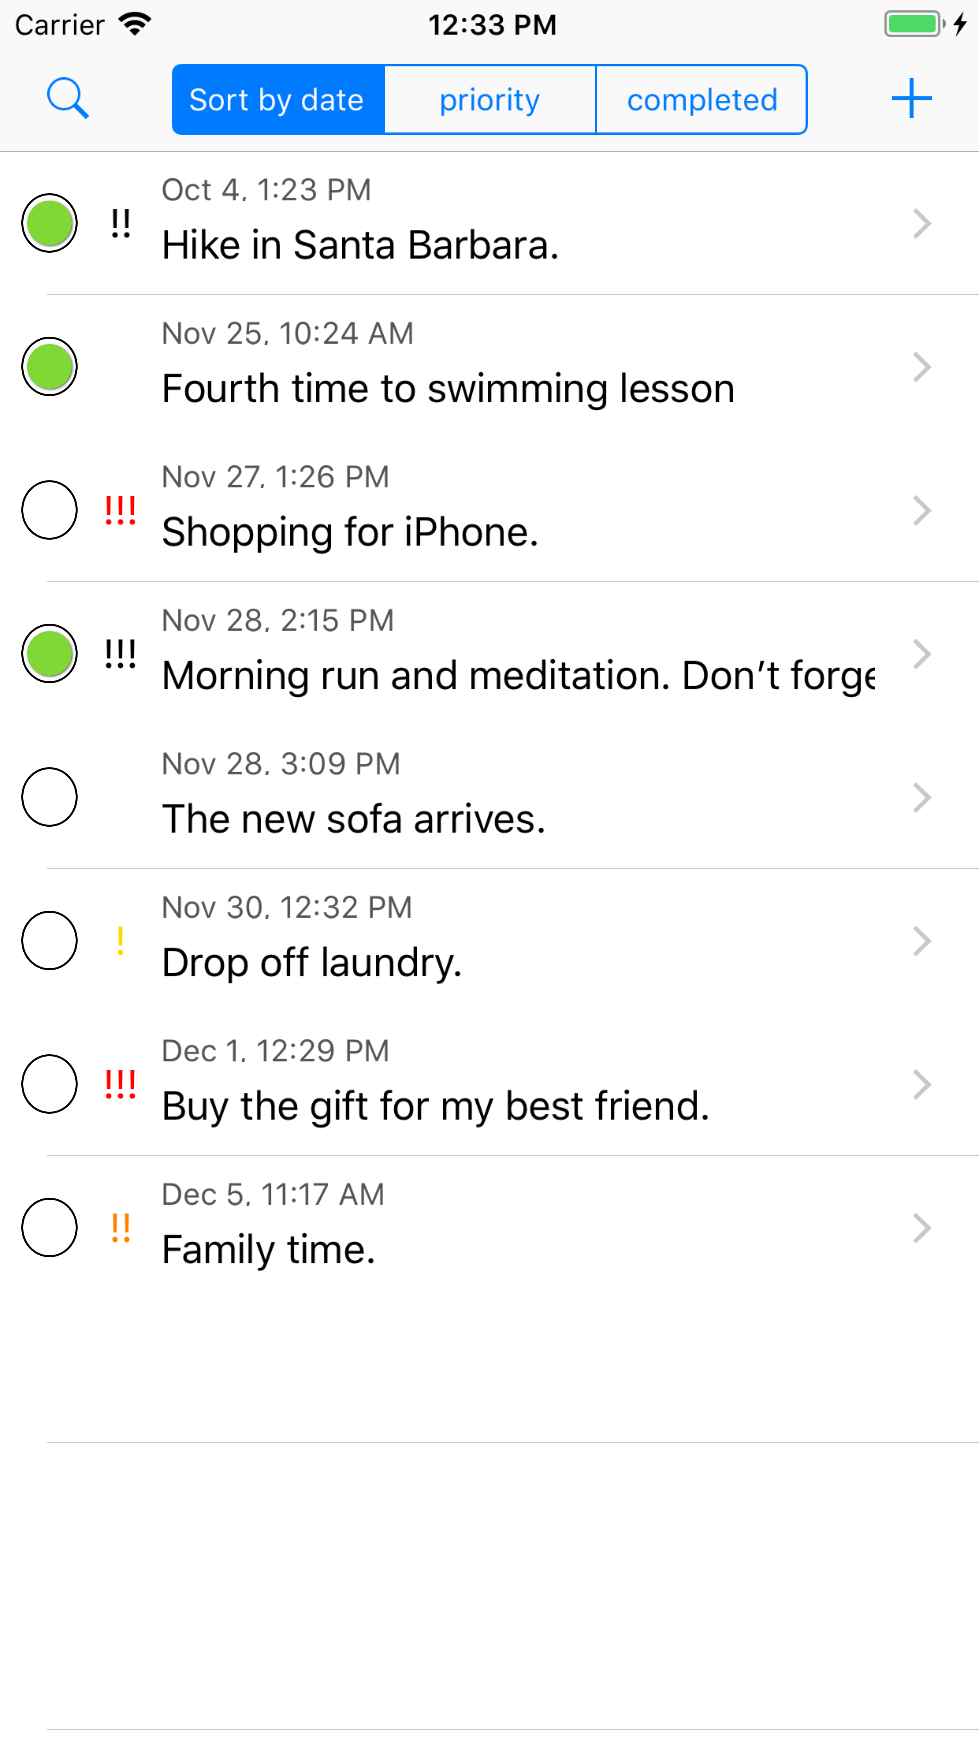 Carrier 12:33 PM
Sort by date priority completed
Oct 4, 1:23 PM
!! Hike in Santa Barbara.
Nov 25, 10:24 AM
Fourth time to swimming lesson
Nov 27, 1:26 PM
!!! Shopping for iPhone.
Nov 28, 2:15 PM
!!! Morning run and meditation. Don’t forge
Nov 28, 3:09 PM
The new sofa arrives.
Nov 30, 12:32 PM
! Drop off laundry.
Dec 1, 12:29 PM
!!! Buy the gift for my best friend.
Dec 5, 11:17 AM
!! Family time.